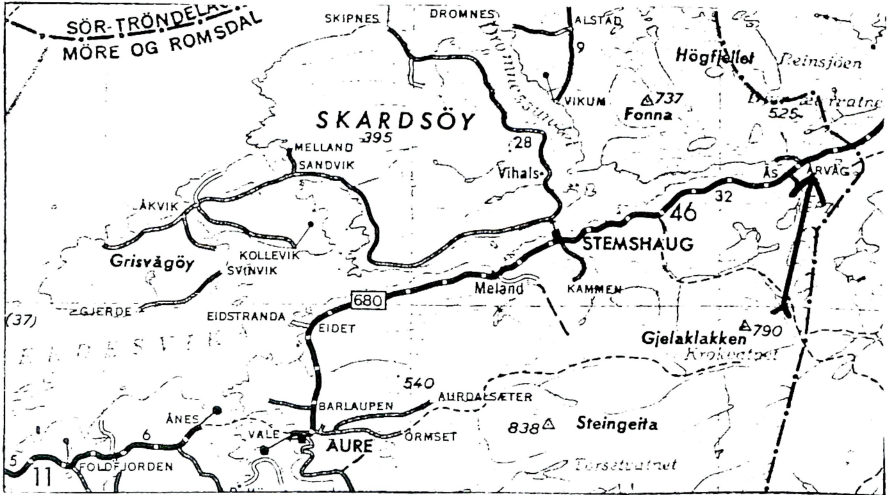 SÖR-TRÖNDELAG
MÖRE OG ROMSDAL
SKIPNES
DROMNES
ALSTAD
9
Högfjellet
Reinsjöen
VIKUM
737
Fonna
525
SKARDSÖY
395
28
MELLAND
SANDVIK
Vihals
ÅS
ÅRVÅG
32
46
ÅKVIK
STEMSHAUG
KOLLEVIK
Grisvågöy
SVINVIK
Meland
KAMMEN
GJERDE
680
(37)
EIDSTRANDA
EIDET
790
Gjelaklakken
540
AURDALSÆTER
BARLAUPEN
ÅNES
838
Steingeita
6
VALE
AURE
ORMSET
5
11
FOLDFJORDEN
Torsetvatnet